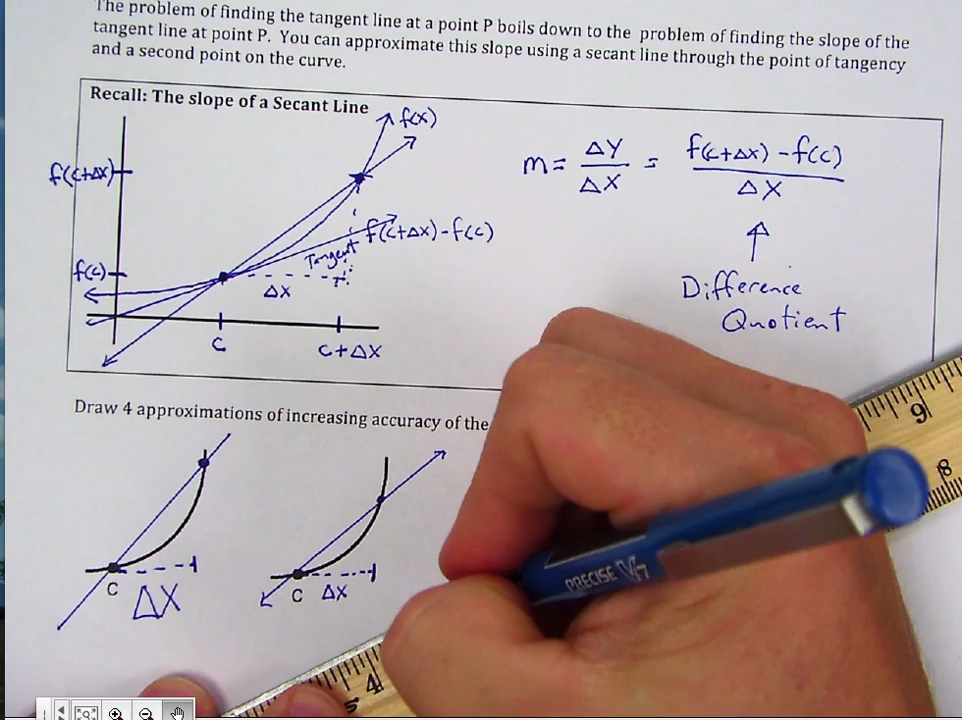 The problem of finding the tangent line at a point P boils down to the problem of finding the slope of the
tangent line at point P. You can approximate this slope using a secant line through the point of tangency
and a second point on the curve.
Recall: The slope of a Secant Line
f(x)
f(c+Δx)
m = ΔY/ΔX = f(c+Δx) - f(c)/ΔX
f(c+Δx) - f(c)
Tangent
f(c)
ΔX
Difference
Quotient
C
C+ΔX
Draw 4 approximations of increasing accuracy of the
C
ΔX
C
ΔX
PRECISE V7
9
8
4
5